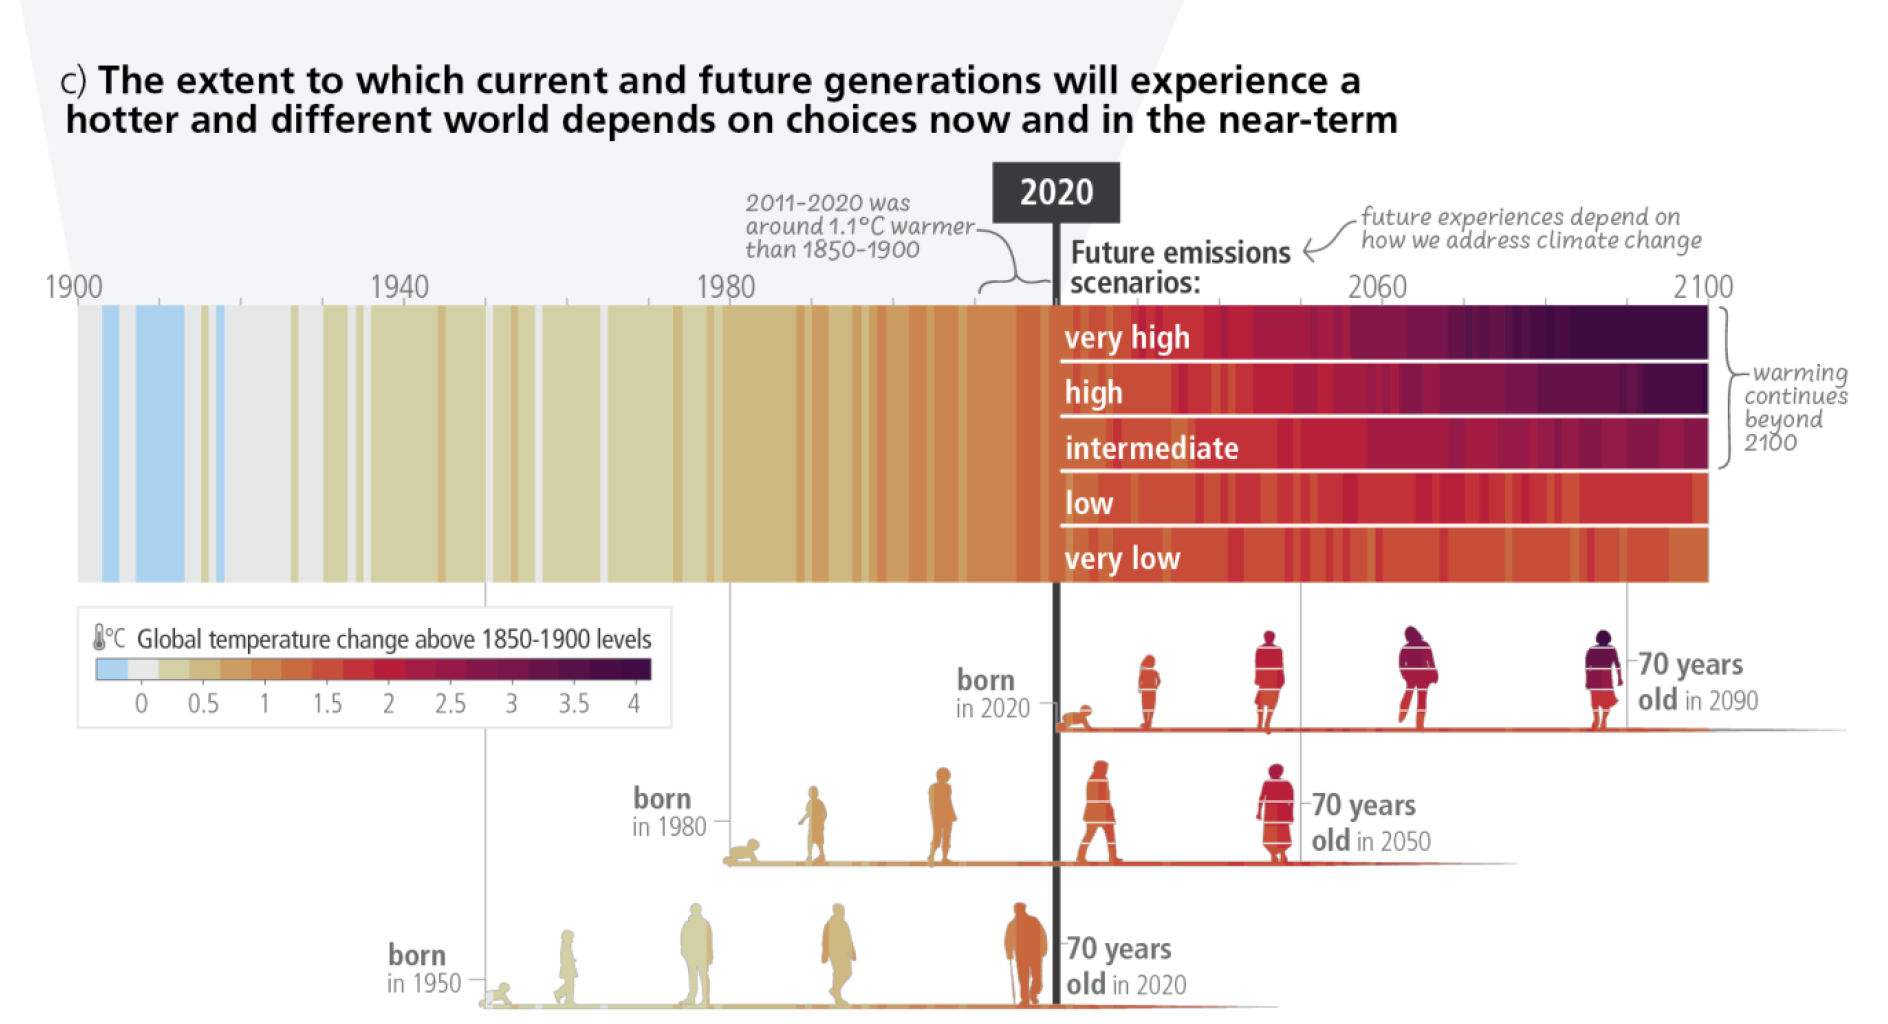 c) The extent to which current and future generations will experience a
hotter and different world depends on choices now and in the near-term
2020
2011-2020 was
around 1.1°C warmer
than 1850-1900
future experiences depend on
how we address climate change
Future emissions
scenarios:
1900
1940
1980
2060
2100
very high
high
intermediate
low
very low
warming
continues
beyond
2100
°C Global temperature change above 1850-1900 levels
0 0.5 1 1.5 2 2.5 3 3.5 4
born
in 2020
70 years
old in 2090
born
in 1980
70 years
old in 2050
born
in 1950
70 years
old in 2020